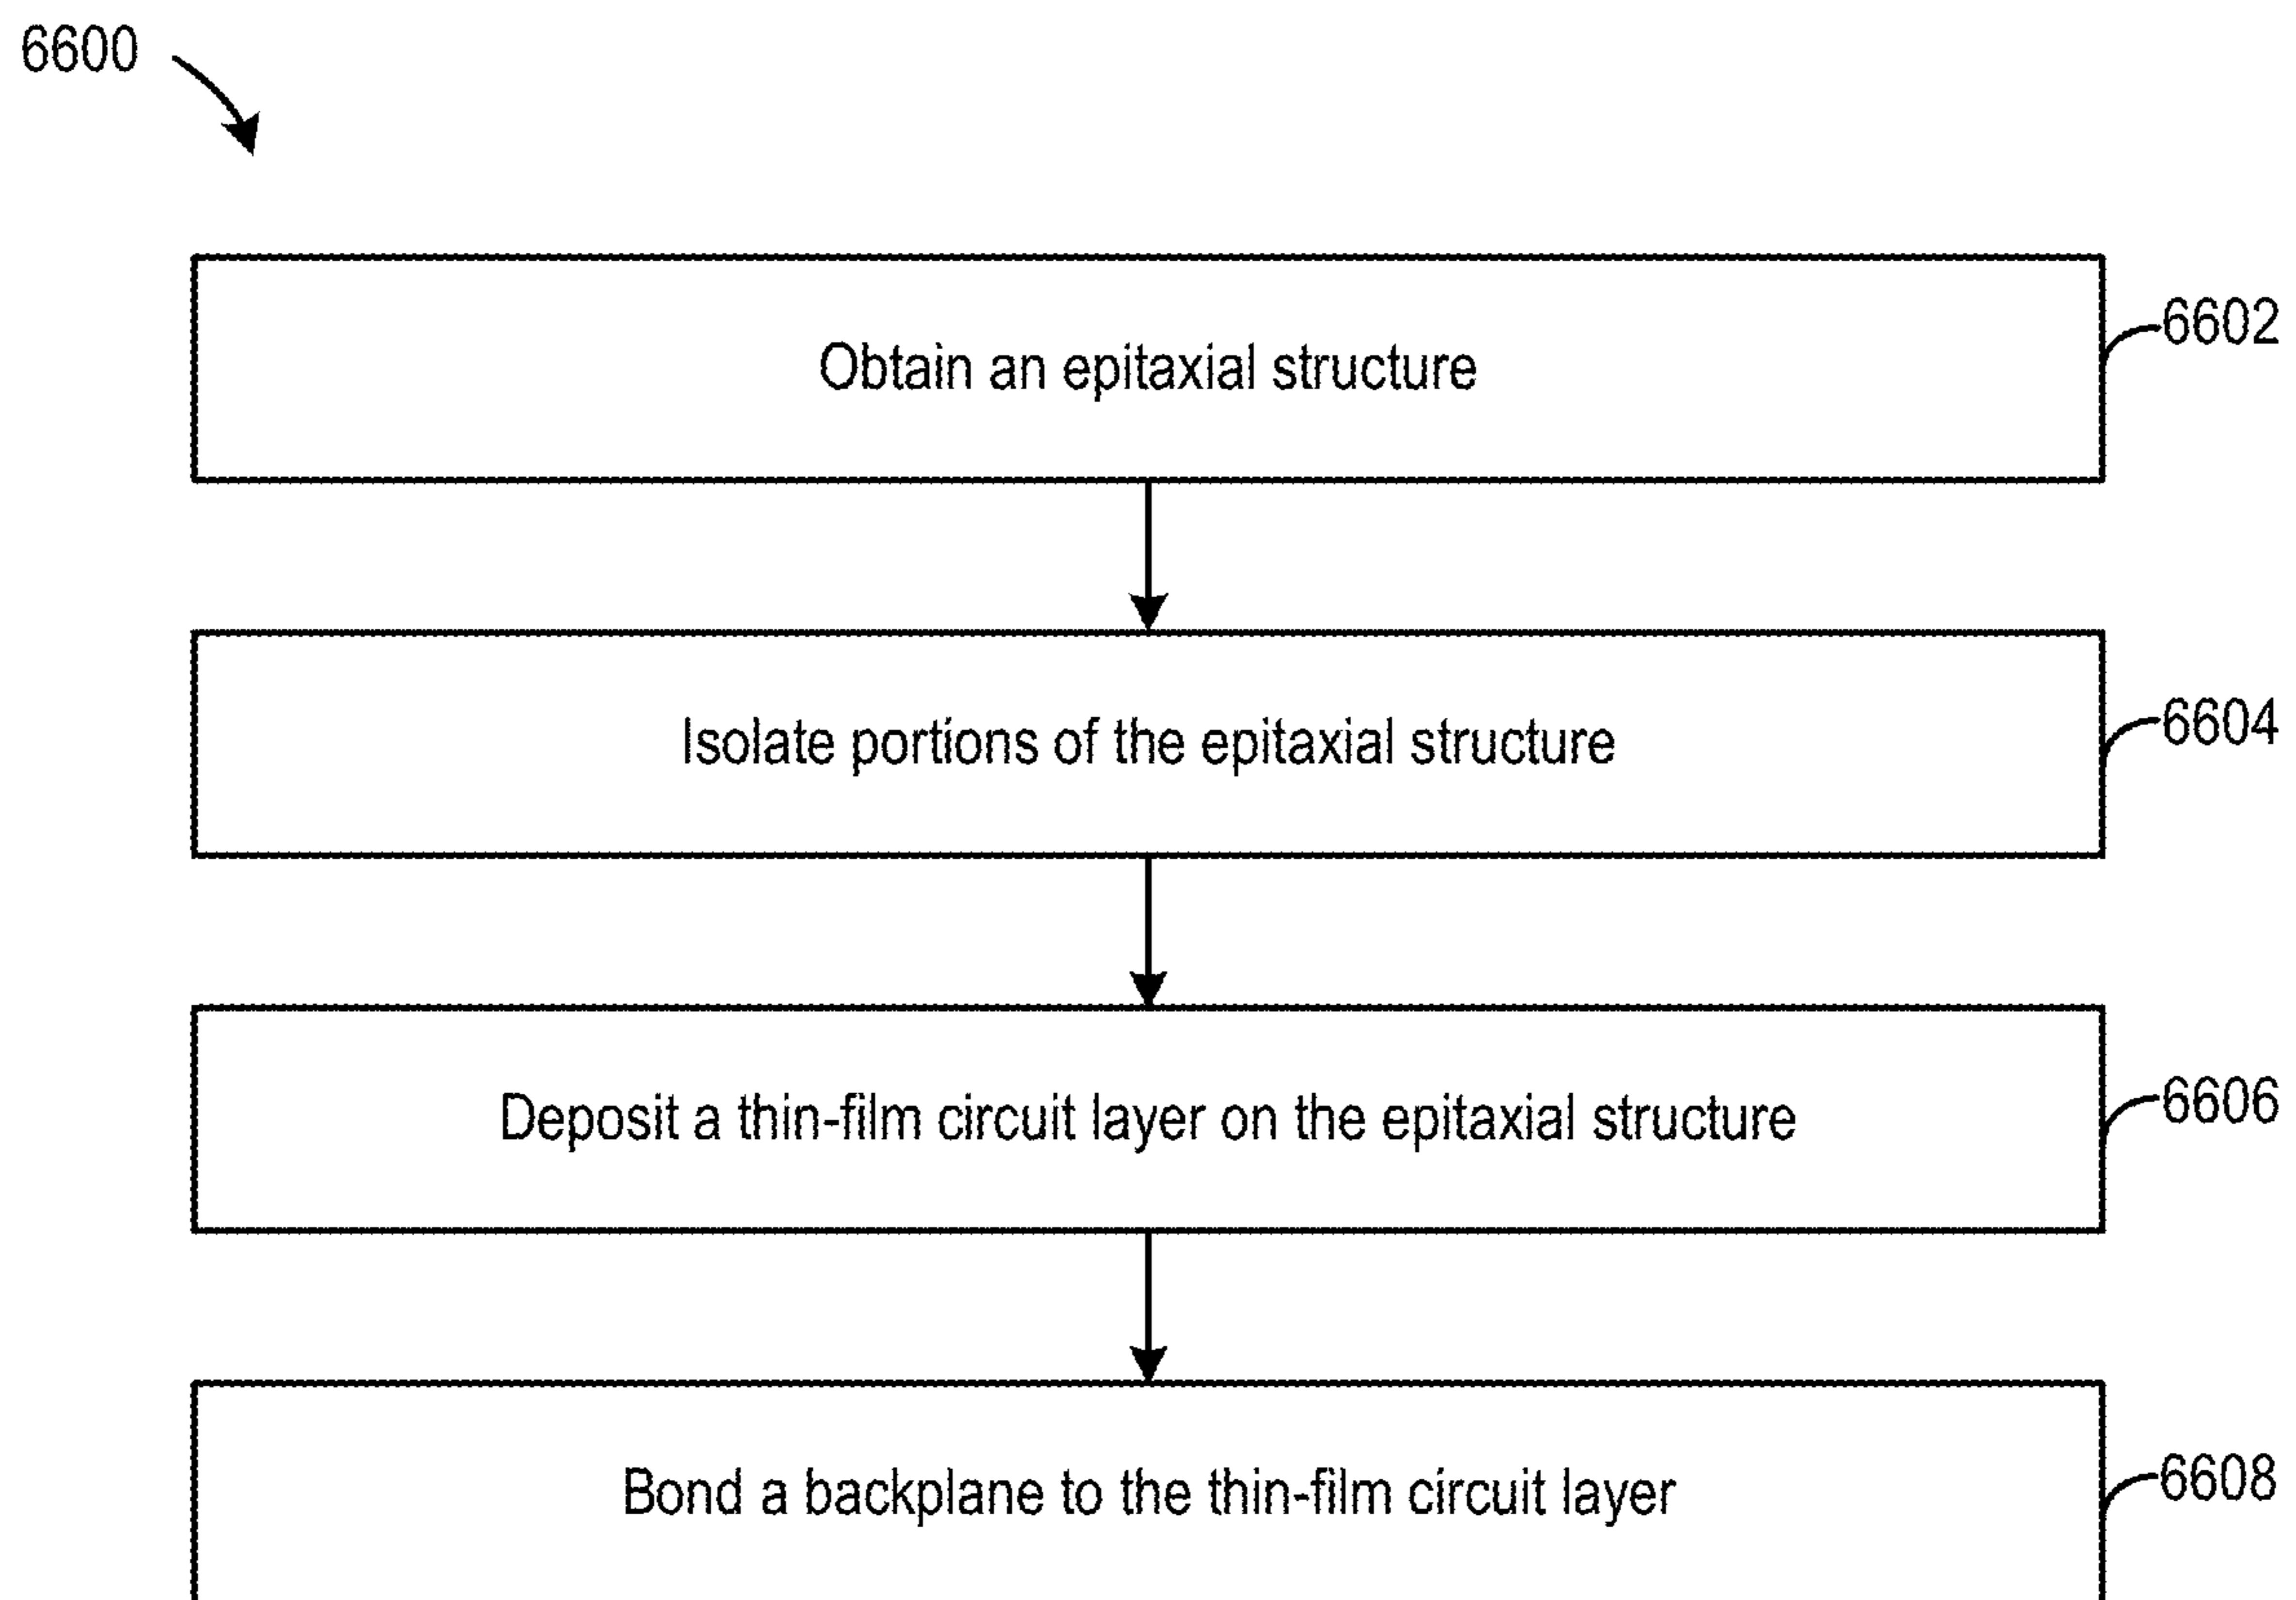 6600
Obtain an epitaxial structure
6602
Isolate portions of the epitaxial structure
6604
Deposit a thin-film circuit layer on the epitaxial structure
6606
Bond a backplane to the thin-film circuit layer
6608